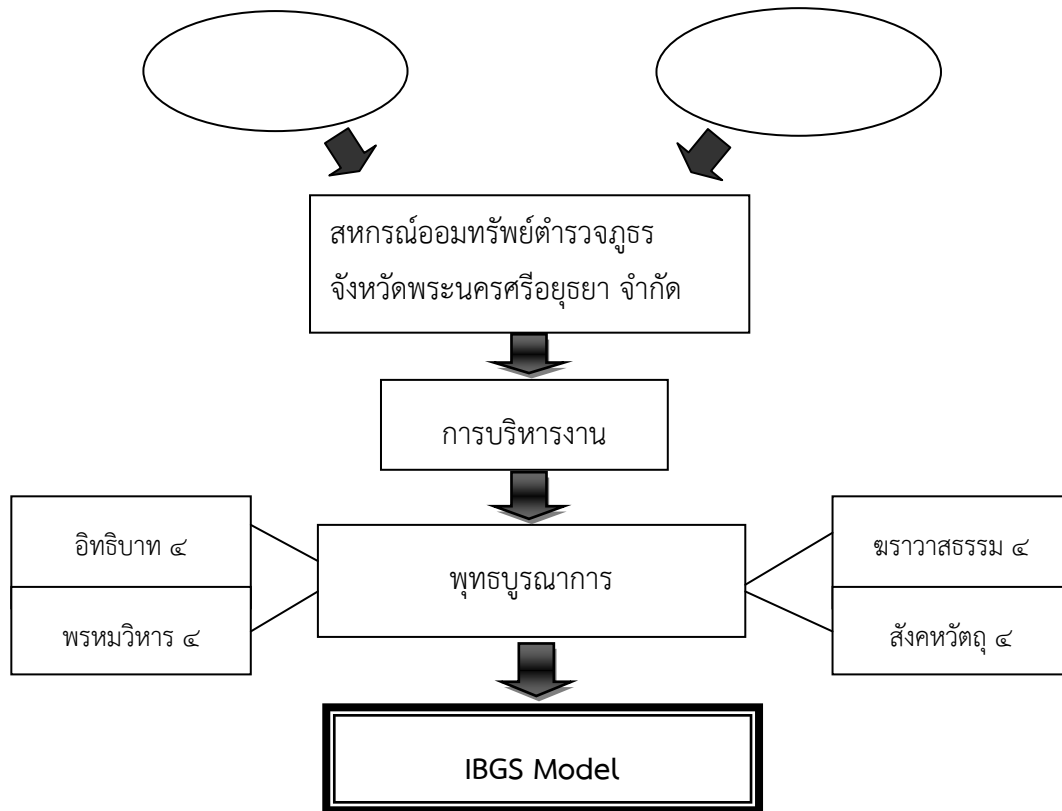 สหกรณ์ออมทรัพย์ตำรวจภูธร
จังหวัดพระนครศรีอยุธยา จำกัด
การบริหารงาน
อิทธิบาท ๔
พรหมวิหาร ๔
พุทธบูรณาการ
ฆราวาสธรรม ๔
สังคหวัตถุ ๔
IBGS Model